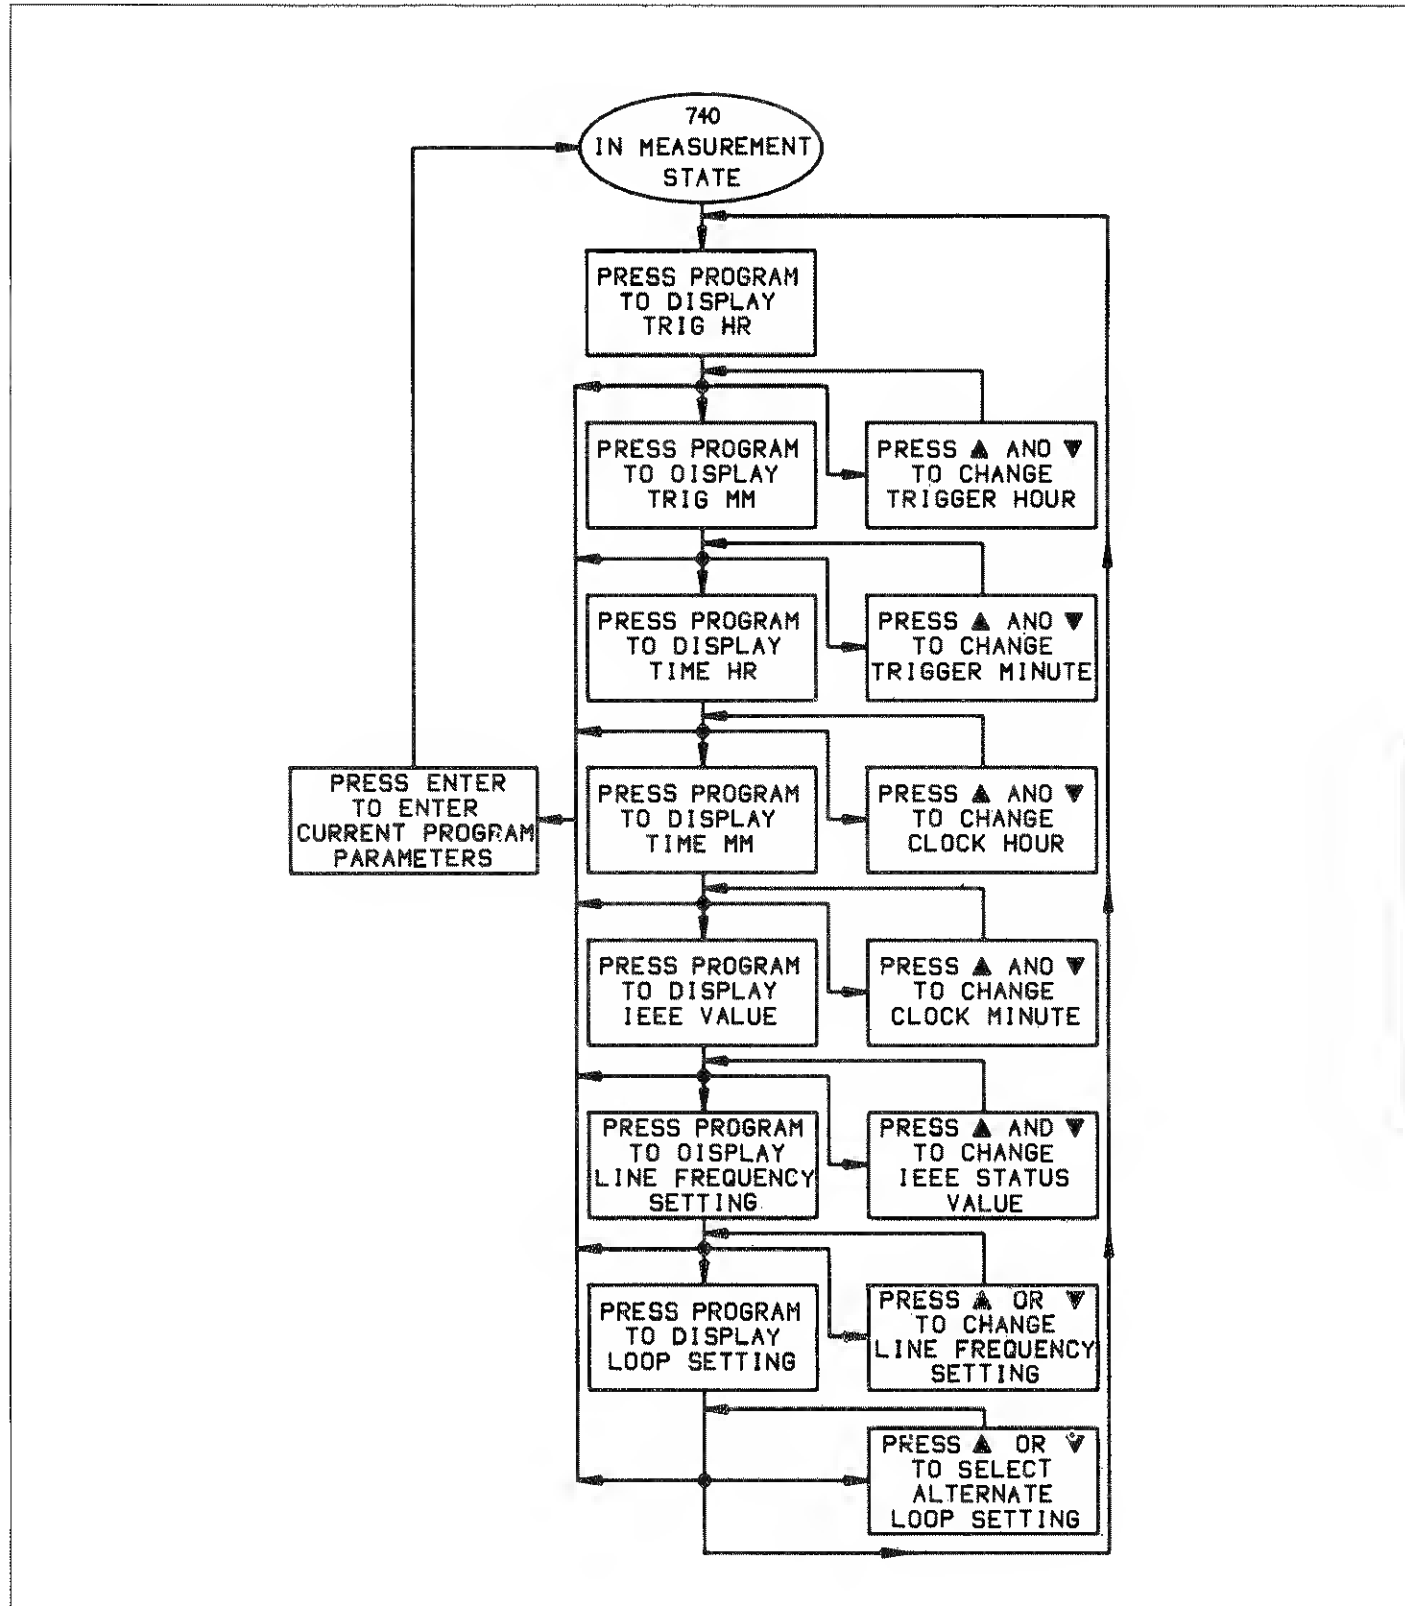 740
IN MEASUREMENT
STATE
PRESS PROGRAM
TO DISPLAY
TRIG HR
PRESS PROGRAM
TO DISPLAY
TRIG MM
PRESS ▲ AND ▼
TO CHANGE
TRIGGER HOUR
PRESS PROGRAM
TO DISPLAY
TIME HR
PRESS ▲ AND ▼
TO CHANGE
TRIGGER MINUTE
PRESS ENTER
TO ENTER
CURRENT PROGRAM
PARAMETERS
PRESS PROGRAM
TO DISPLAY
TIME MM
PRESS ▲ AND ▼
TO CHANGE
CLOCK HOUR
PRESS PROGRAM
TO DISPLAY
IEEE VALUE
PRESS ▲ AND ▼
TO CHANGE
CLOCK MINUTE
PRESS PROGRAM
TO DISPLAY
LINE FREQUENCY
SETTING
PRESS ▲ AND ▼
TO CHANGE
IEEE STATUS
VALUE
PRESS PROGRAM
TO DISPLAY
LOOP SETTING
PRESS ▲ OR ▼
TO CHANGE
LINE FREQUENCY
SETTING
PRESS ▲ OR ▼
TO SELECT
ALTERNATE
LOOP SETTING